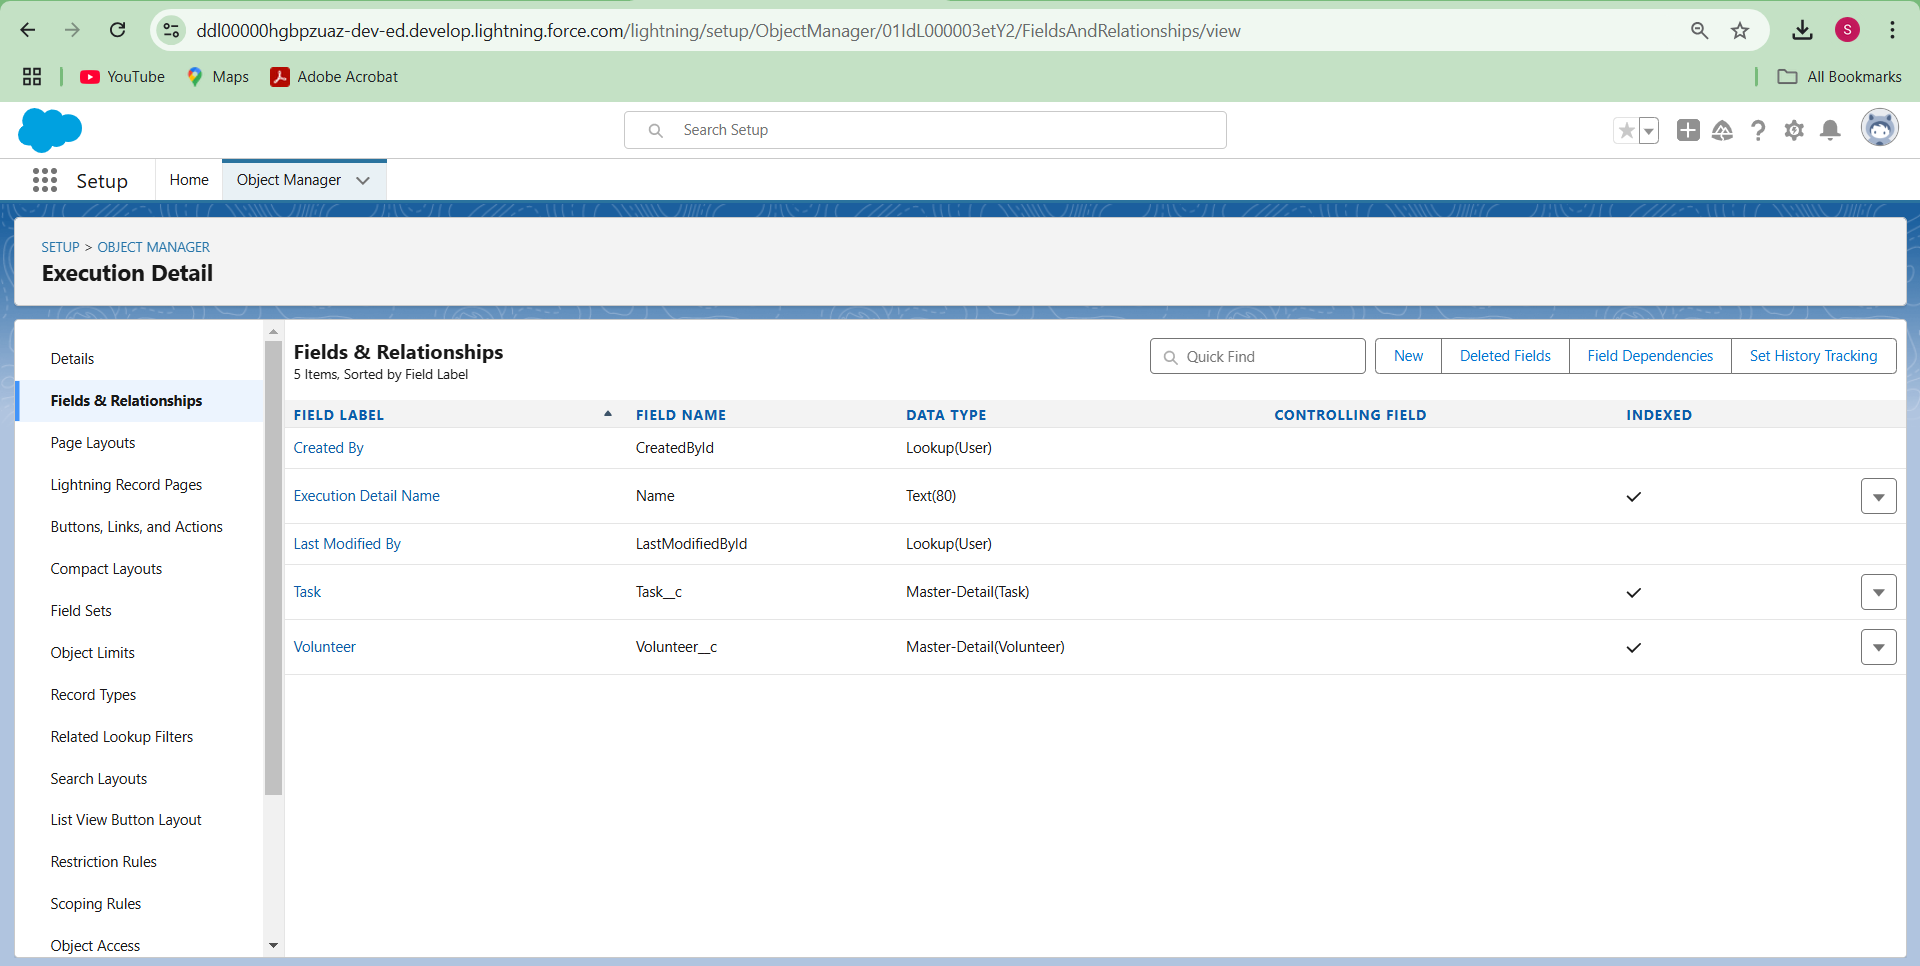 ddl00000hgbpzuaz-dev-ed.develop.lightning.force.com/lightning/setup/ObjectManager/01IdL000003etY2/FieldsAndRelationships/view
S
YouTube
Maps
Adobe Acrobat
All Bookmarks
Search Setup
Setup
Home
Object Manager
SETUP > OBJECT MANAGER
Execution Detail
Details
Fields & Relationships
Page Layouts
Lightning Record Pages
Buttons, Links, and Actions
Compact Layouts
Field Sets
Object Limits
Record Types
Related Lookup Filters
Search Layouts
List View Button Layout
Restriction Rules
Scoping Rules
Object Access
Fields & Relationships
5 Items, Sorted by Field Label
Quick Find
New
Deleted Fields
Field Dependencies
Set History Tracking
FIELD LABEL FIELD NAME DATA TYPE CONTROLLING FIELD INDEXED
Created By CreatedById Lookup(User)
Execution Detail Name Name Text(80)
Last Modified By LastModifiedById Lookup(User)
Task Task__c Master-Detail(Task)
Volunteer Volunteer__c Master-Detail(Volunteer)